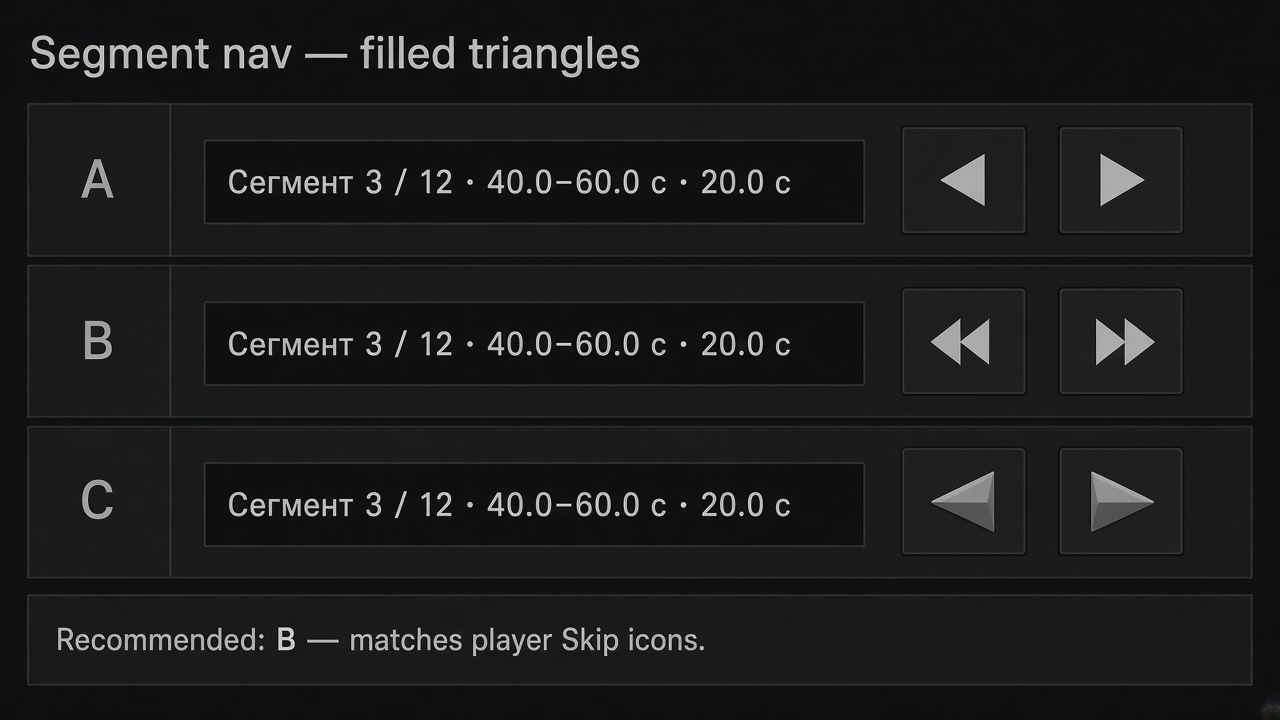 Segment nav — filled triangles
A
Сегмент 3 / 12 · 40.0–60.0 с · 20.0 с
B
Сегмент 3 / 12 · 40.0–60.0 с · 20.0 с
C
Сегмент 3 / 12 · 40.0–60.0 с · 20.0 с
Recommended: B — matches player Skip icons.